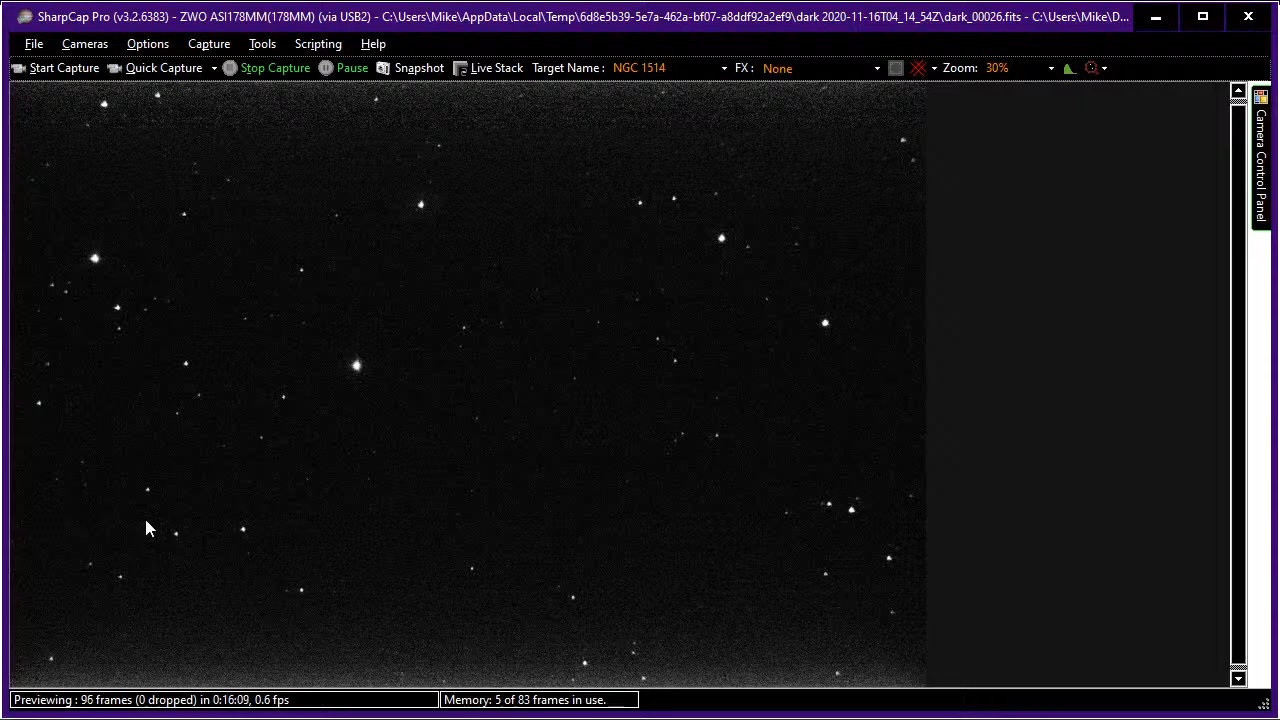 SharpCap Pro (v3.2.6383) - ZWO ASI178MM(178MM) (via USB2) - C:\Users\Mike\AppData\Local\Temp\6d8e5b39-5e7a-462a-bf07-a8ddf92a2ef9\dark 2020-11-16T04_14_54Z\dark_00026.fits - C:\Users\Mike\D...
File Cameras Options Capture Tools Scripting Help
Start Capture Quick Capture Stop Capture Pause Snapshot Live Stack Target Name: NGC 1514 FX: None Zoom: 30%
Camera Control Panel
Previewing : 96 frames (0 dropped) in 0:16:09, 0.6 fps Memory: 5 of 83 frames in use.